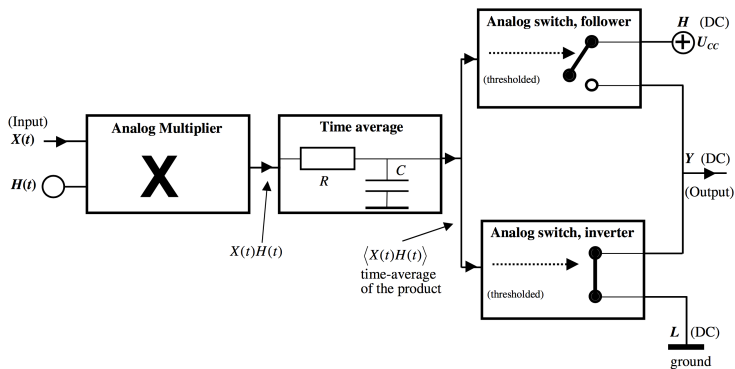 Analog switch, follower
H (DC)
U_CC
(thresholded)
(Input)
X(t)
H(t)
Analog Multiplier
X
Time average
R
C
X(t)H(t)
⟨X(t)H(t)⟩
time-average
of the product
Y (DC)
(Output)
Analog switch, inverter
(thresholded)
L (DC)
ground